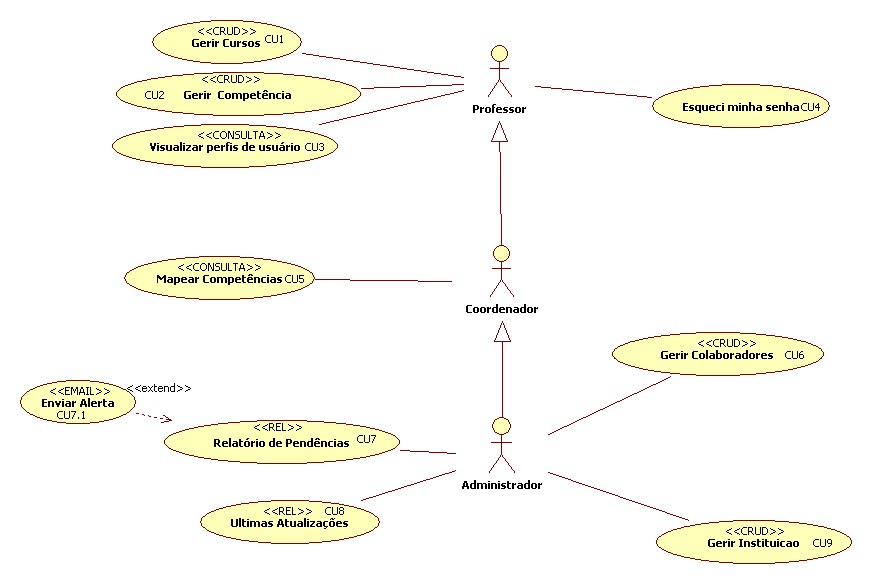 <<CRUD>>
Gerir Cursos CU1
<<CRUD>>
CU2 Gerir Competência
<<CONSULTA>>
Visualizar perfis de usuário CU3
Professor
Esqueci minha senha CU4
<<CONSULTA>>
Mapear Competências CU5
Coordenador
<<CRUD>>
Gerir Colaboradores CU6
<<EMAIL>>
Enviar Alerta
CU7.1
<<extend>>
<<REL>>
Relatório de Pendências CU7
Administrador
<<REL>> CU8
Ultimas Atualizações
<<CRUD>>
Gerir Instituicao CU9